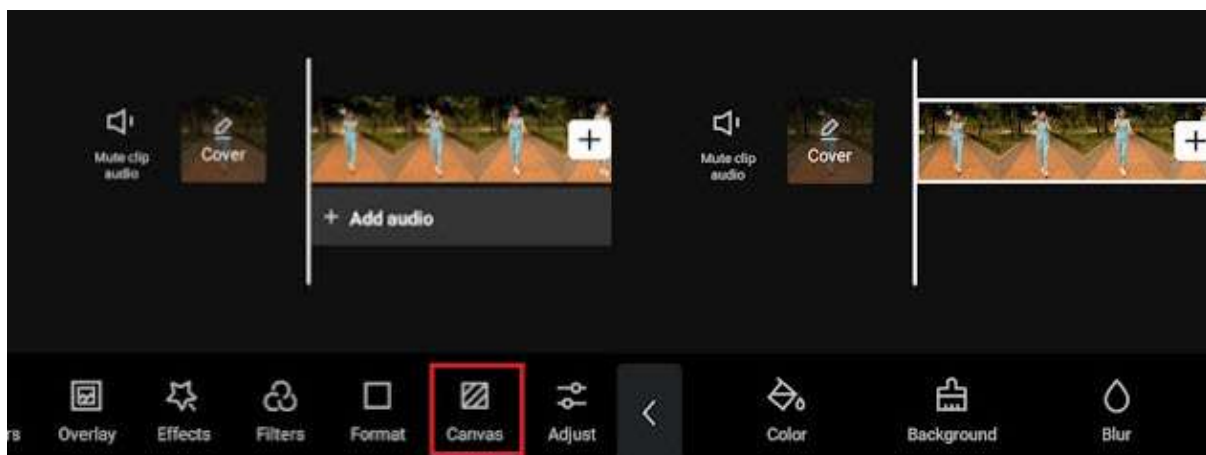 Mute clip
audio
Cover
Add audio
rs
Overlay
Effects
Filters
Format
Canvas
Adjust
Mute clip
audio
Cover
Color
Background
Blur